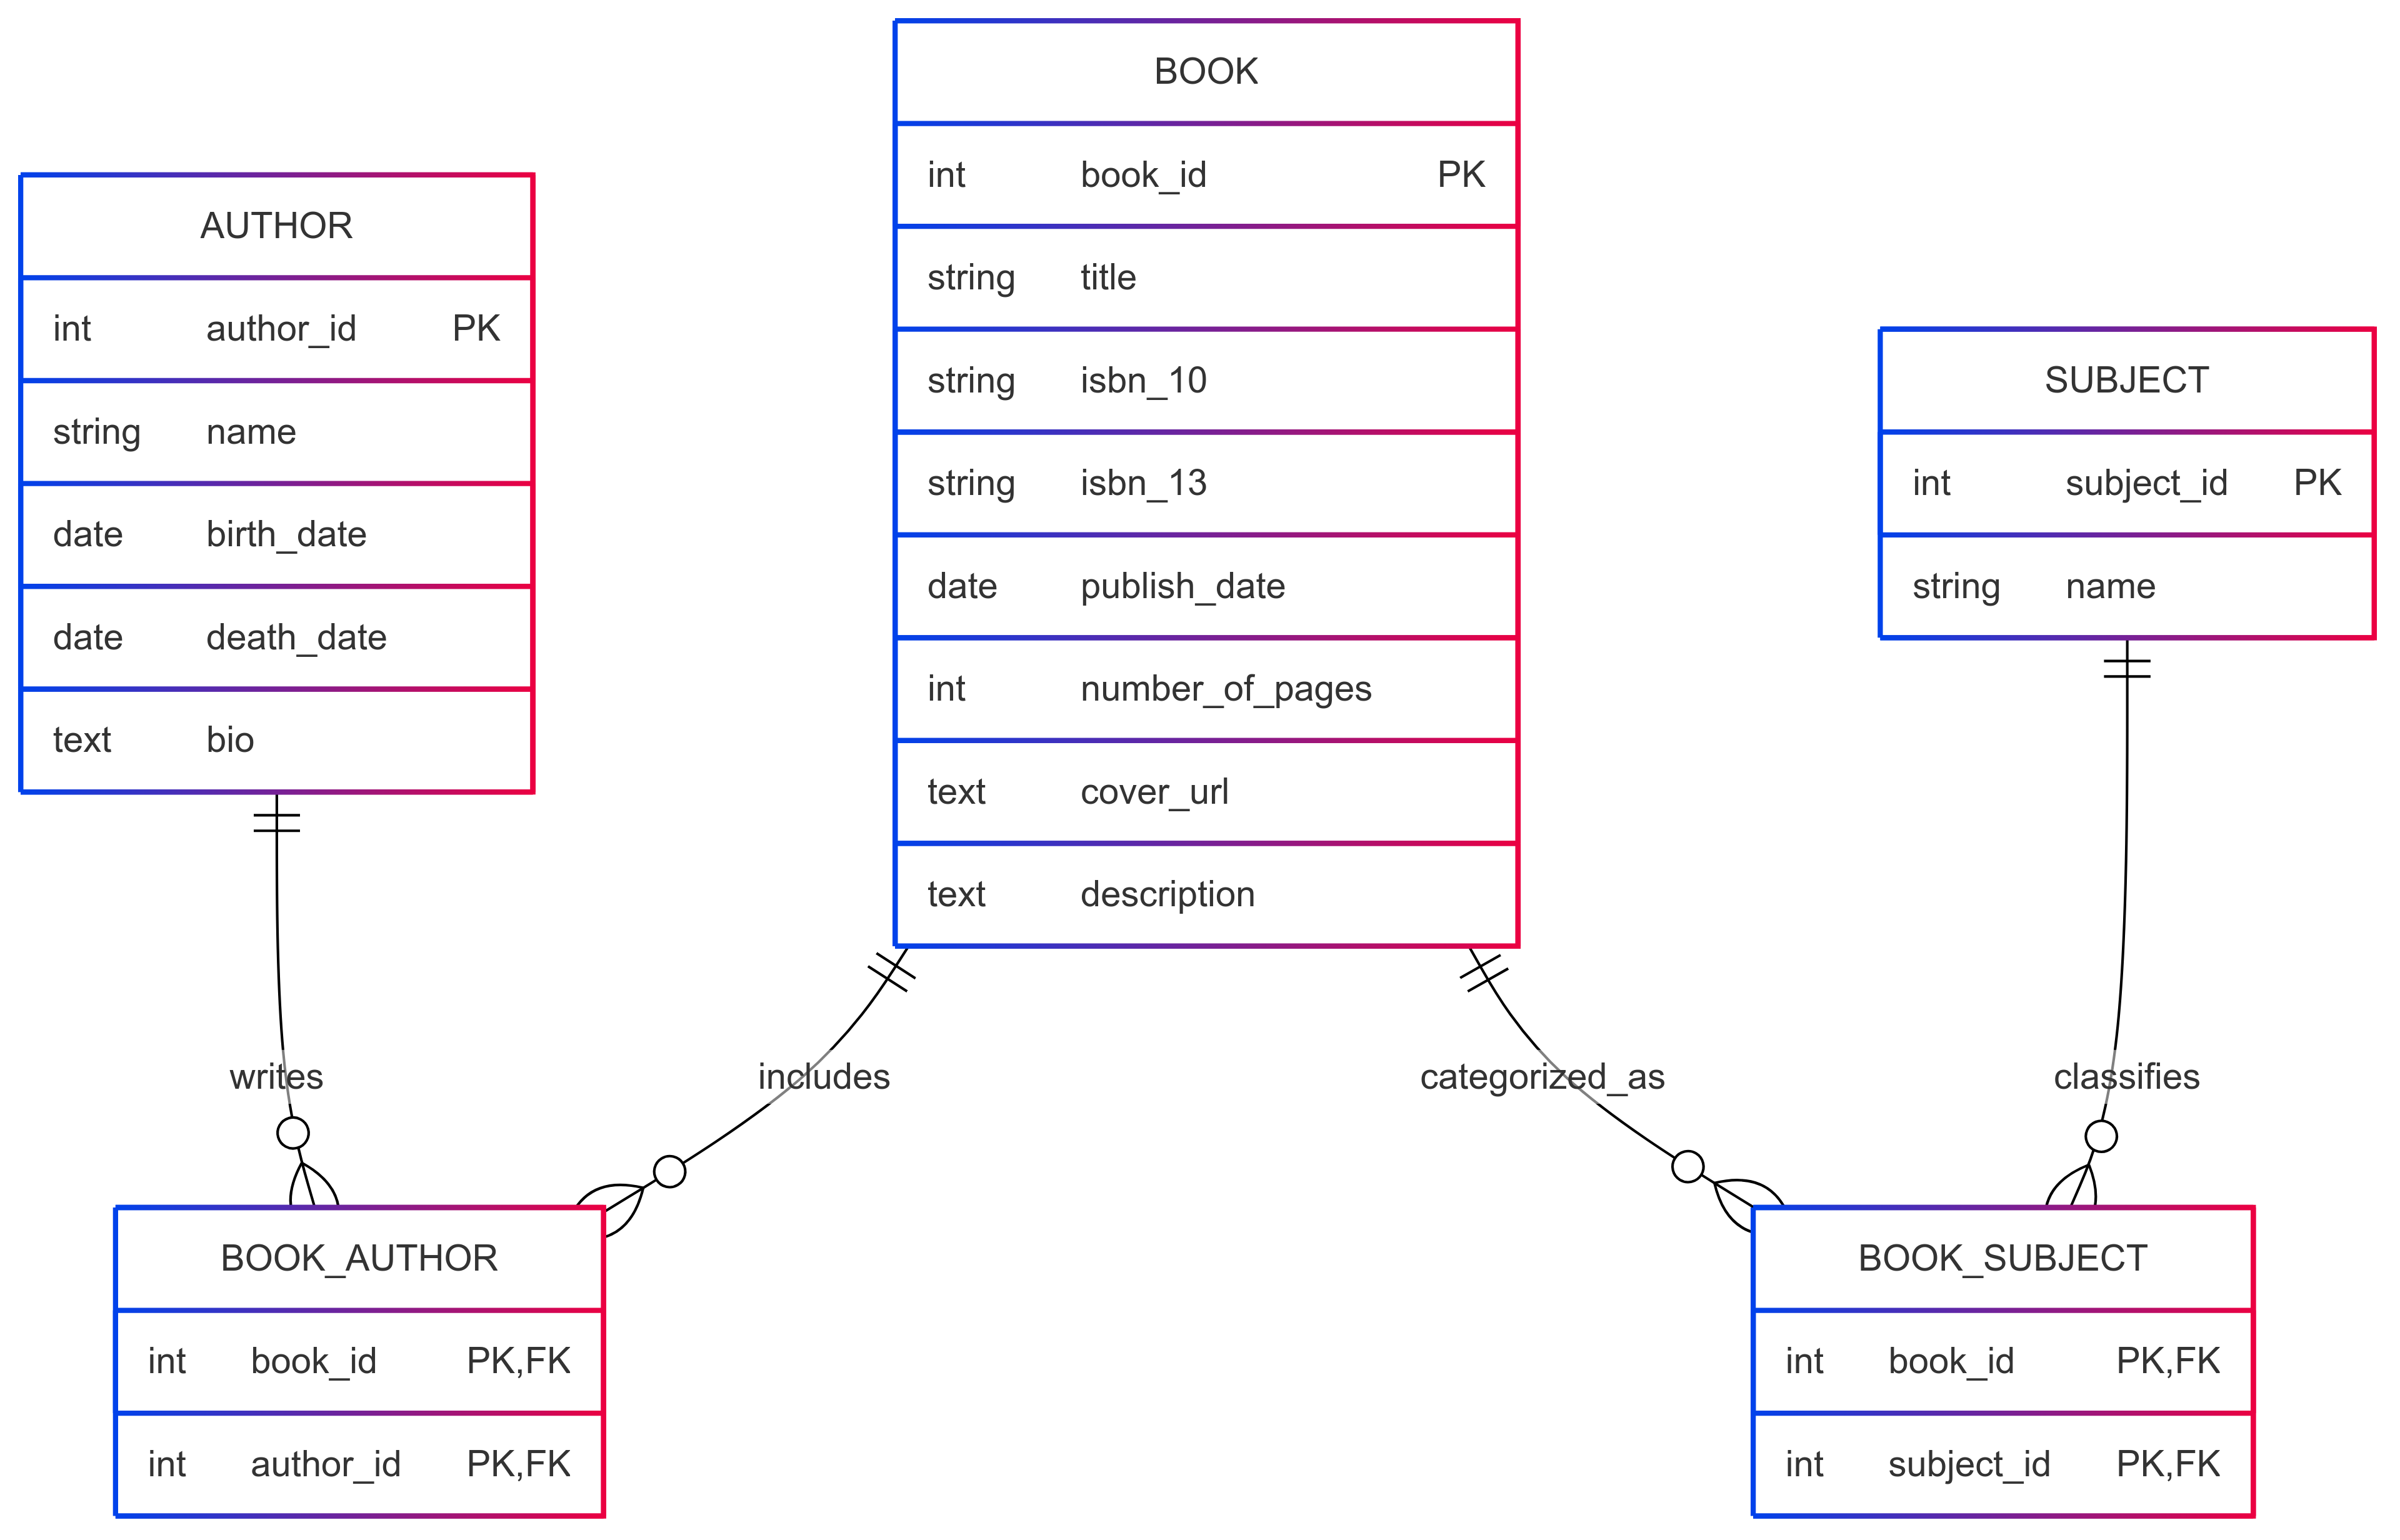 BOOK
int book_id PK
string title
string isbn_10
string isbn_13
date publish_date
int number_of_pages
text cover_url
text description
AUTHOR
int author_id PK
string name
date birth_date
date death_date
text bio
SUBJECT
int subject_id PK
string name
writes
includes
categorized_as
classifies
BOOK_AUTHOR
int book_id PK,FK
int author_id PK,FK
BOOK_SUBJECT
int book_id PK,FK
int subject_id PK,FK